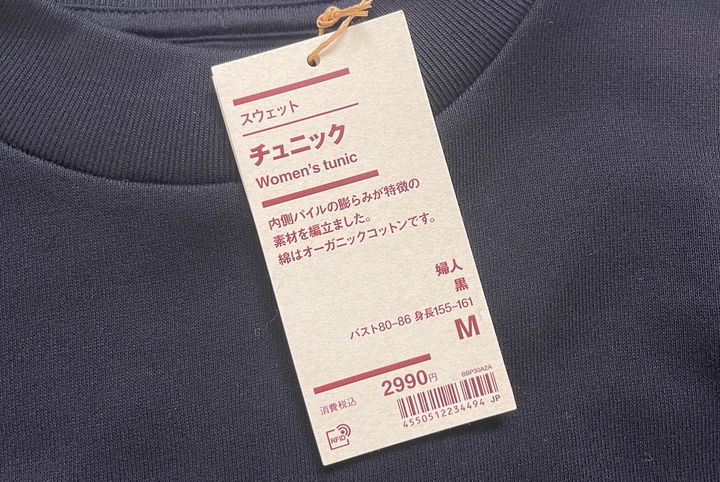 スウェット
チュニック
Women's tunic
内側パイルの膨らみが特徴の
素材を編立ました。
綿はオーガニックコットンです。
婦人
黒
バスト80-86 身長155-161
M
消費税込 2990円
BBP30A2A
4550512234494 JP
RFID